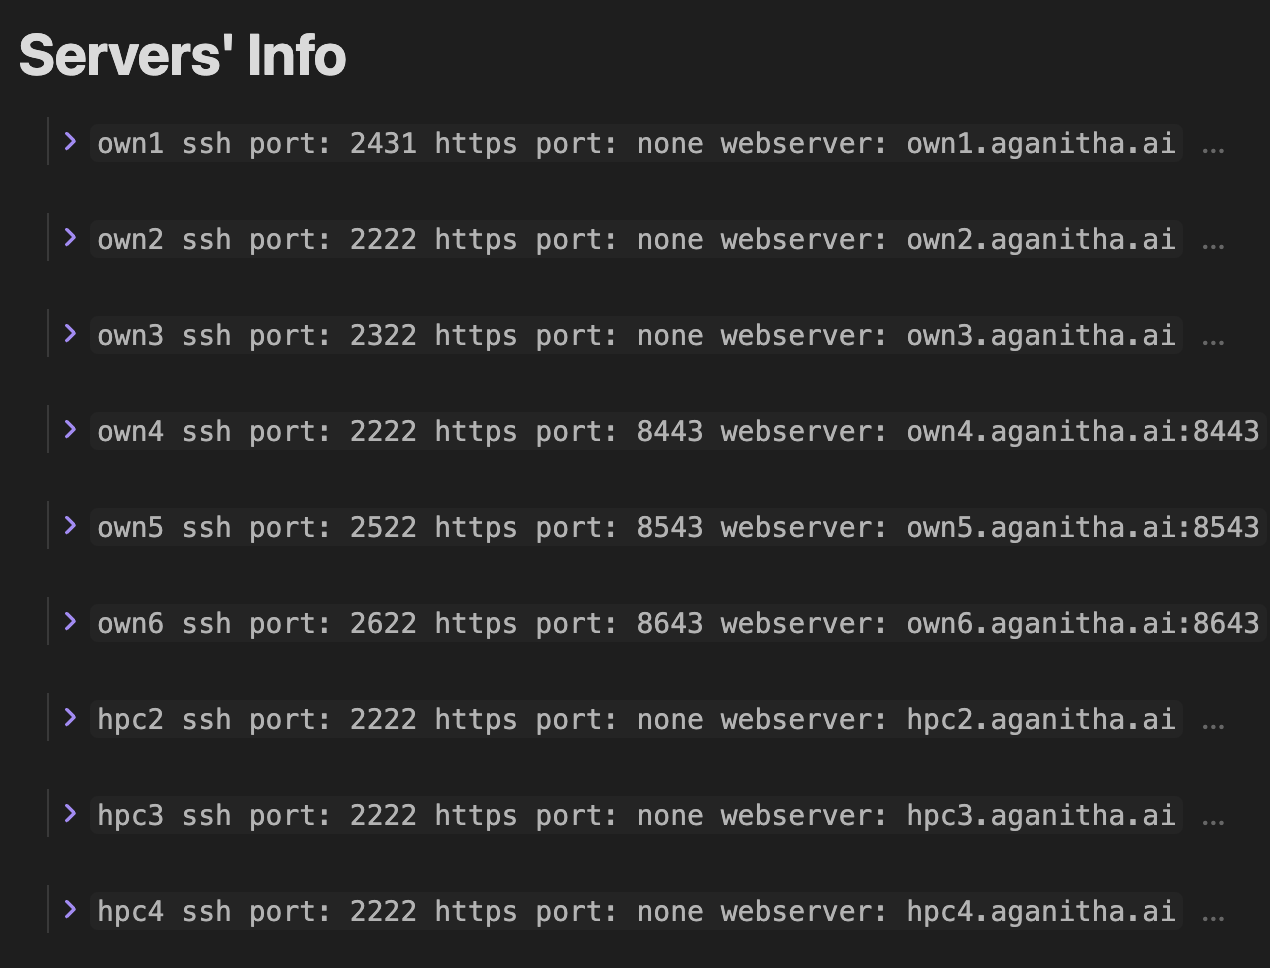 Servers' Info
own1 ssh port: 2431 https port: none webserver: own1.aganitha.ai ...
own2 ssh port: 2222 https port: none webserver: own2.aganitha.ai ...
own3 ssh port: 2322 https port: none webserver: own3.aganitha.ai ...
own4 ssh port: 2222 https port: 8443 webserver: own4.aganitha.ai:8443
own5 ssh port: 2522 https port: 8543 webserver: own5.aganitha.ai:8543
own6 ssh port: 2622 https port: 8643 webserver: own6.aganitha.ai:8643
hpc2 ssh port: 2222 https port: none webserver: hpc2.aganitha.ai ...
hpc3 ssh port: 2222 https port: none webserver: hpc3.aganitha.ai ...
hpc4 ssh port: 2222 https port: none webserver: hpc4.aganitha.ai ...